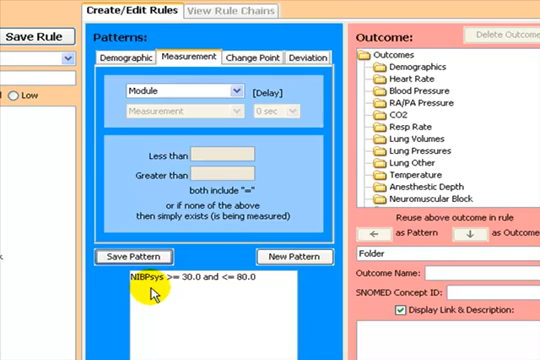 Create/Edit Rules
View Rule Chains
Save Rule
Low
Patterns:
Demographic
Measurement
Change Point
Deviation
Module
[Delay]
Measurement
0 sec
Less than
Greater than
both include "="
or if none of the above
then simply exists (is being measured)
Save Pattern
New Pattern
NIBPsys >= 30.0 and <= 80.0
Outcome:
Delete Outcome
Outcomes
Demographics
Heart Rate
Blood Pressure
RA/PA Pressure
CO2
Resp Rate
Lung Volumes
Lung Pressures
Lung Other
Temperature
Anesthetic Depth
Neuromuscular Block
Reuse above outcome in rule
as Pattern
as Outcome
Folder
Outcome Name:
SNOMED Concept ID:
Display Link & Description: